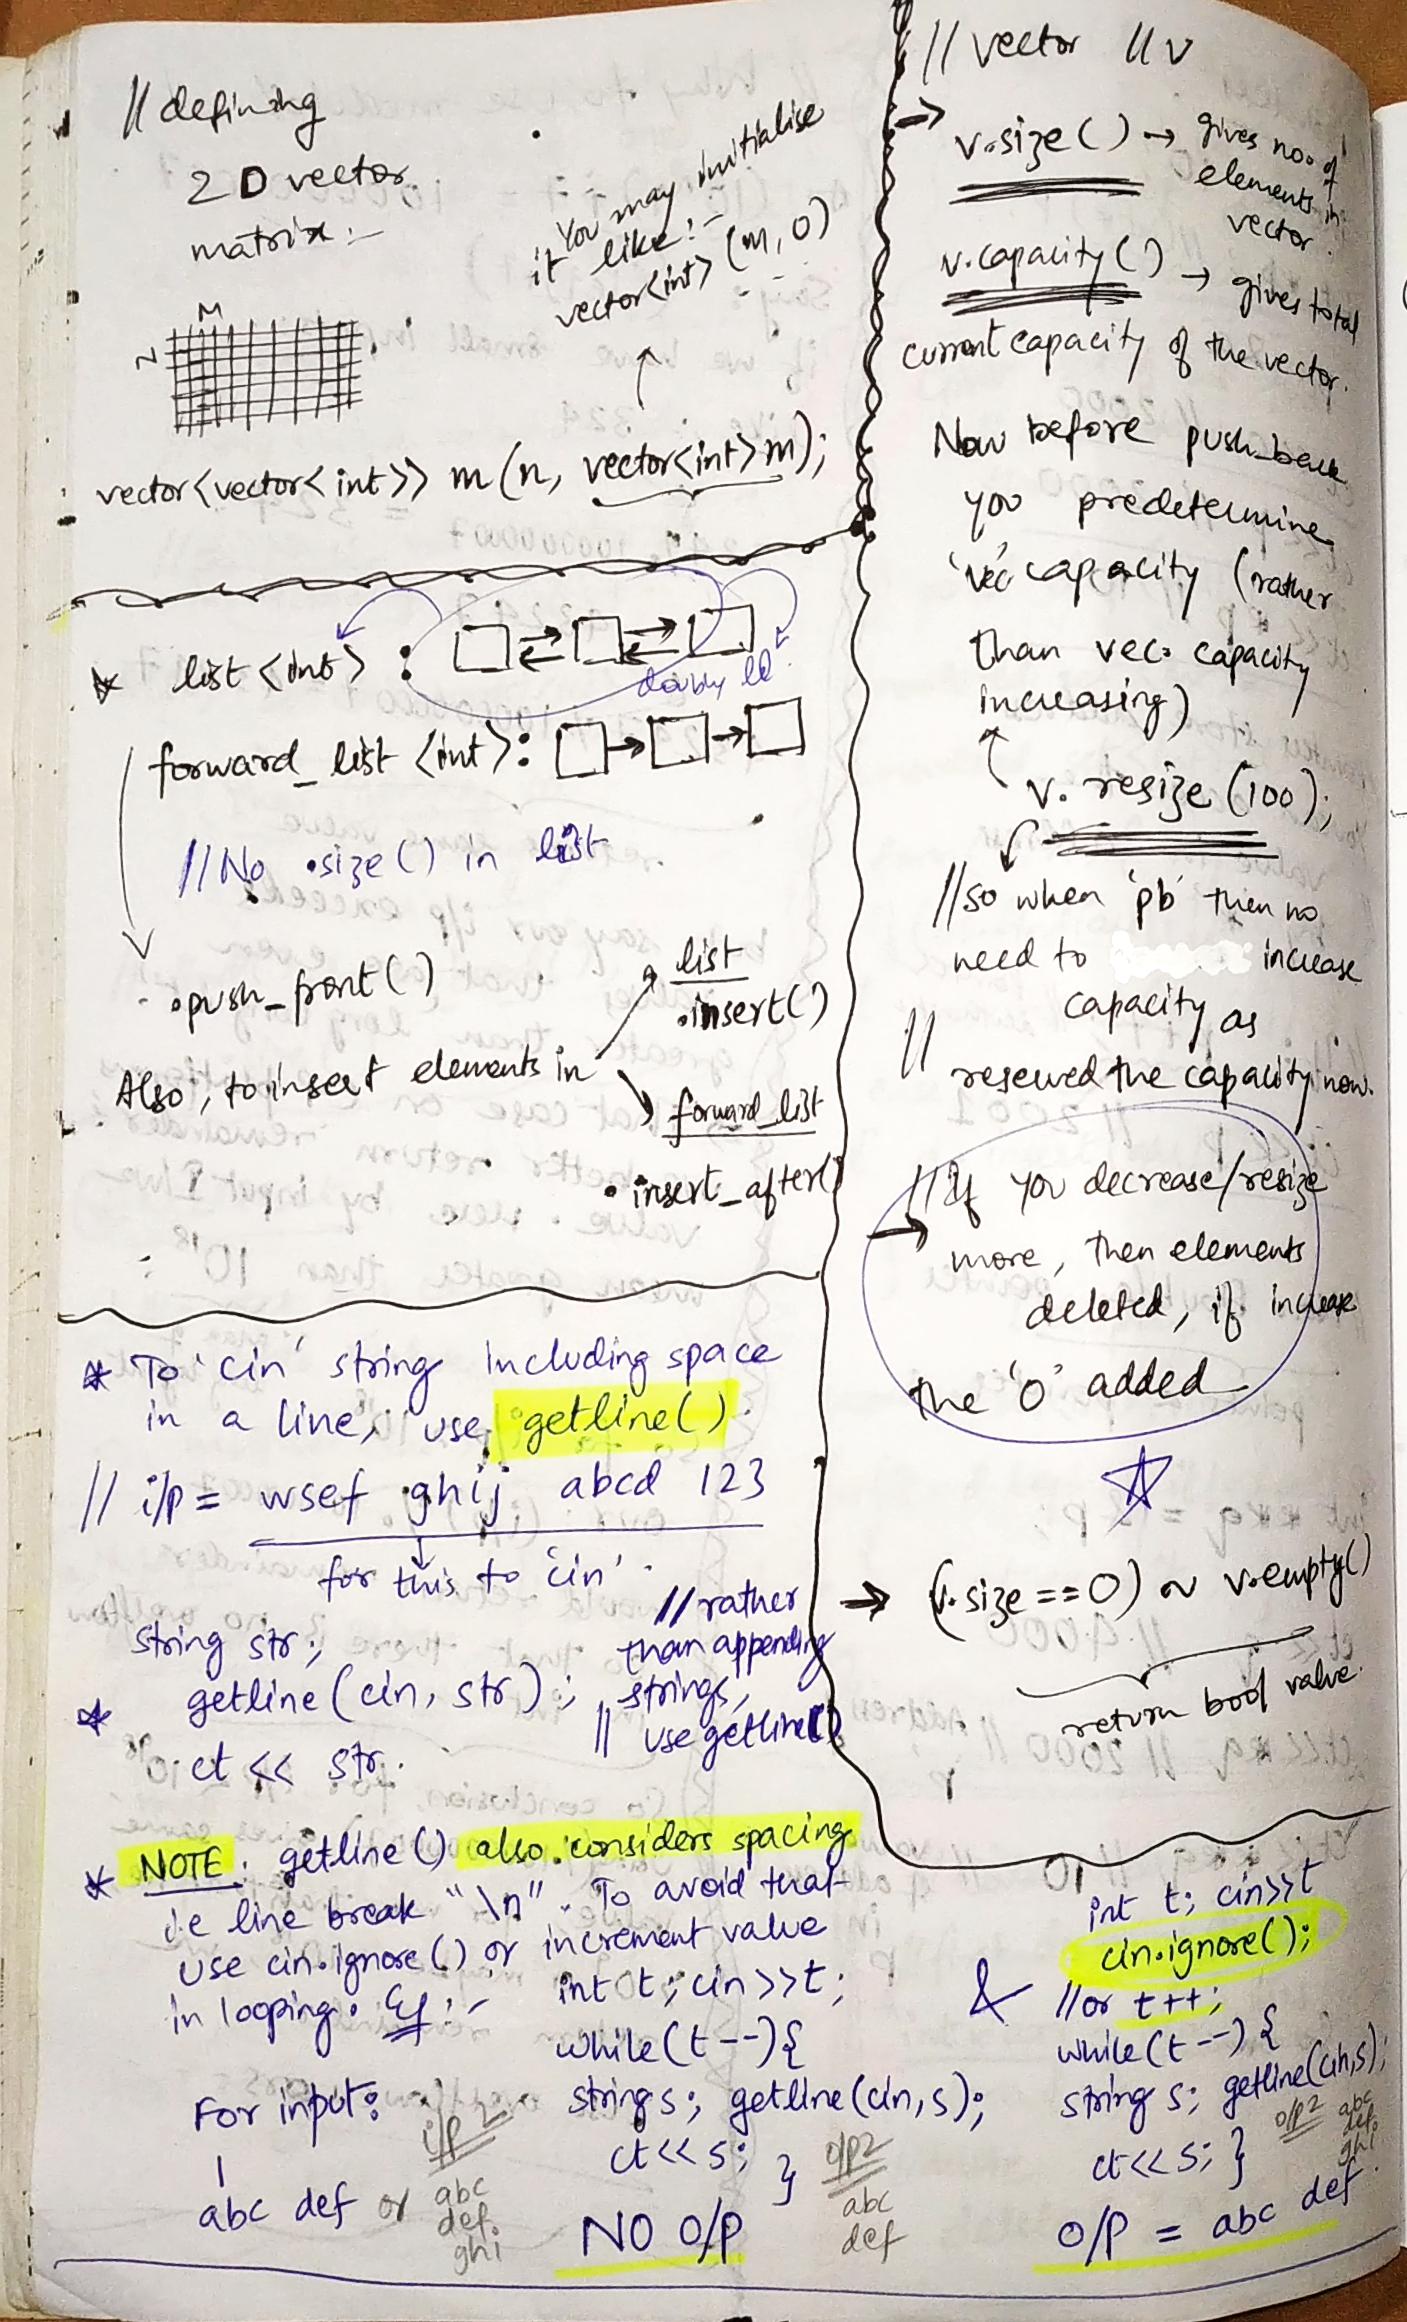 // defining
2D vector
matrix :-
You may initialise
it like :-
vector<int> (m, 0)
M
N
vector<vector<int>> m(n, vector<int>m);
* list <int> :
doubly ll
forward_list <int> :
// No .size() in list
.push_front()
Also, to insert elements in
list
.insert()
forward_list
.insert_after()
* To 'cin' string including space
in a line, use getline().
// i/p = wsef ghij abcd 123
for this to 'cin'.
string str;
* getline(cin, str);
ct << str.
// rather
than appending
strings,
// use getline()
* NOTE: getline() also considers spacing
i.e line break "\n". To avoid that
use cin.ignore() or increment value
in looping. Eg :-
For input:
1
abc def or
i/p 2
abc
def
ghi
int t; cin>>t;
while(t--){
string s; getline(cin,s);
ct<<s; }
NO O/P
o/p2
abc
def
&
int t; cin>>t
cin.ignore();
// or t++;
while(t--) {
string s; getline(cin,s);
ct<<s; }
o/p2
abc
def
ghi
O/P = abc def
// vector // v
→ v.size() → gives no. of
elements in
vector.
v.capacity() → gives total
current capacity of the vector.
Now before push_back
you predetermine
'vec' capacity (rather
than vec. capacity
increasing)
v. resize (100);
// so when 'pb' then no
need to increase
capacity as
// reserved the capacity now.
→ // If you decrease/resize
more, then elements
deleted, if increase
the '0' added
→ (v.size ==0) ~ v.empty()
return bool value.